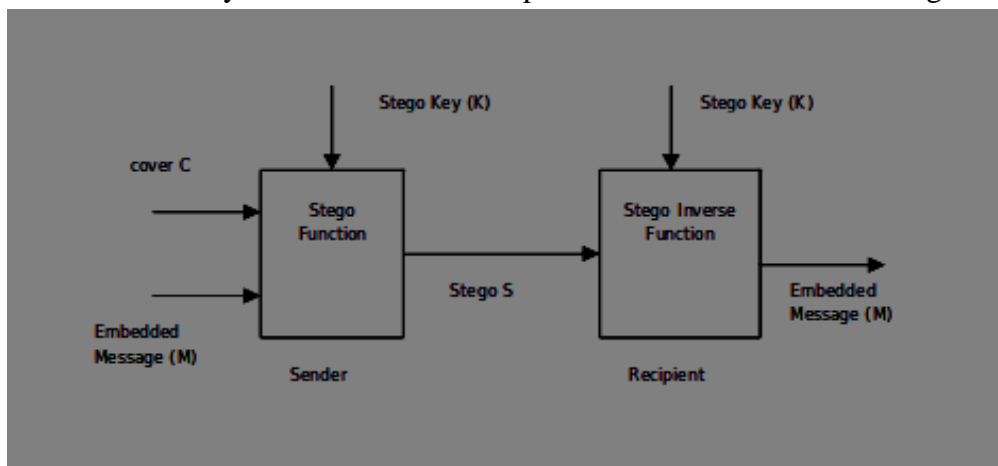 Stego Key (K)
Stego Key (K)
cover C
Stego
Function
Stego Inverse
Function
Stego S
Embedded
Message (M)
Embedded
Message (M)
Sender
Recipient